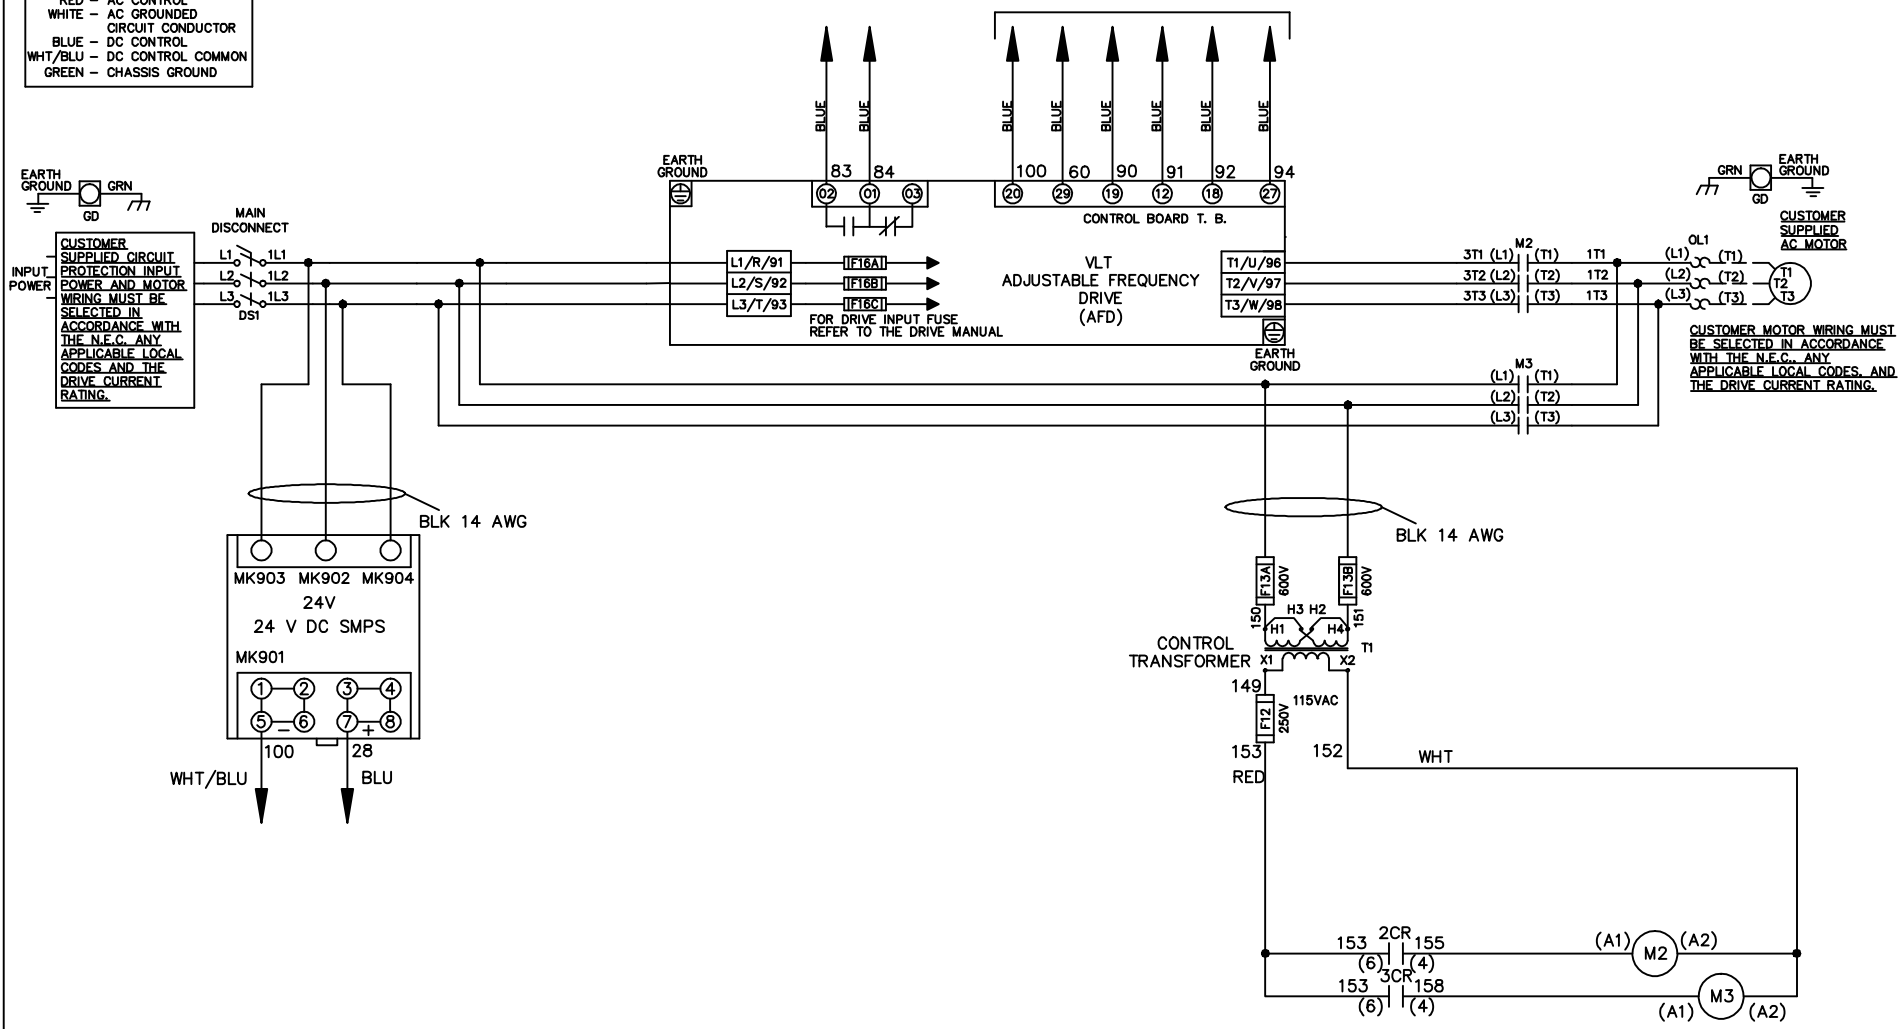 RED – AC CONTROL
WHITE – AC GROUNDED
CIRCUIT CONDUCTOR
BLUE – DC CONTROL
WHT/BLU – DC CONTROL COMMON
GREEN – CHASSIS GROUND
BLUE
BLUE
BLUE
BLUE
BLUE
BLUE
BLUE
BLUE
EARTH
GROUND
83
84
100
60
90
91
92
94
02
01
03
20
29
19
12
18
27
CONTROL BOARD T. B.
EARTH
GROUND
GRN
GD
GRN
EARTH
GROUND
GD
MAIN
DISCONNECT
CUSTOMER
SUPPLIED
AC MOTOR
INPUT
POWER
CUSTOMER
SUPPLIED CIRCUIT
PROTECTION INPUT
POWER AND MOTOR
WIRING MUST BE
SELECTED IN
ACCORDANCE WITH
THE N.E.C. ANY
APPLICABLE LOCAL
CODES AND THE
DRIVE CURRENT
RATING.
L1 1L1
L2 1L2
L3 1L3
DS1
L1/R/91
L2/S/92
L3/T/93
F16A
F16B
F16C
FOR DRIVE INPUT FUSE
REFER TO THE DRIVE MANUAL
VLT
ADJUSTABLE FREQUENCY
DRIVE
(AFD)
T1/U/96
T2/V/97
T3/W/98
EARTH
GROUND
M2
3T1 (L1) (T1) 1T1
3T2 (L2) (T2) 1T2
3T3 (L3) (T3) 1T3
OL1
(L1) (T1)
(L2) (T2)
(L3) (T3)
T1
T2
T3
CUSTOMER MOTOR WIRING MUST
BE SELECTED IN ACCORDANCE
WITH THE N.E.C., ANY
APPLICABLE LOCAL CODES, AND
THE DRIVE CURRENT RATING.
M3
(L1) (T1)
(L2) (T2)
(L3) (T3)
BLK 14 AWG
BLK 14 AWG
MK903 MK902 MK904
24V
24 V DC SMPS
MK901
1 2 3 4
5 6 7 8
– +
100
28
WHT/BLU
BLU
F13A
600V
F13B
600V
150
151
H3 H2
H1
H4
T1
CONTROL
TRANSFORMER
X1
X2
149
115VAC
F12
250V
153
RED
152
WHT
2CR
153 155
(6) (4)
(A1) M2 (A2)
3CR
153 158
(6) (4)
(A1) M3 (A2)